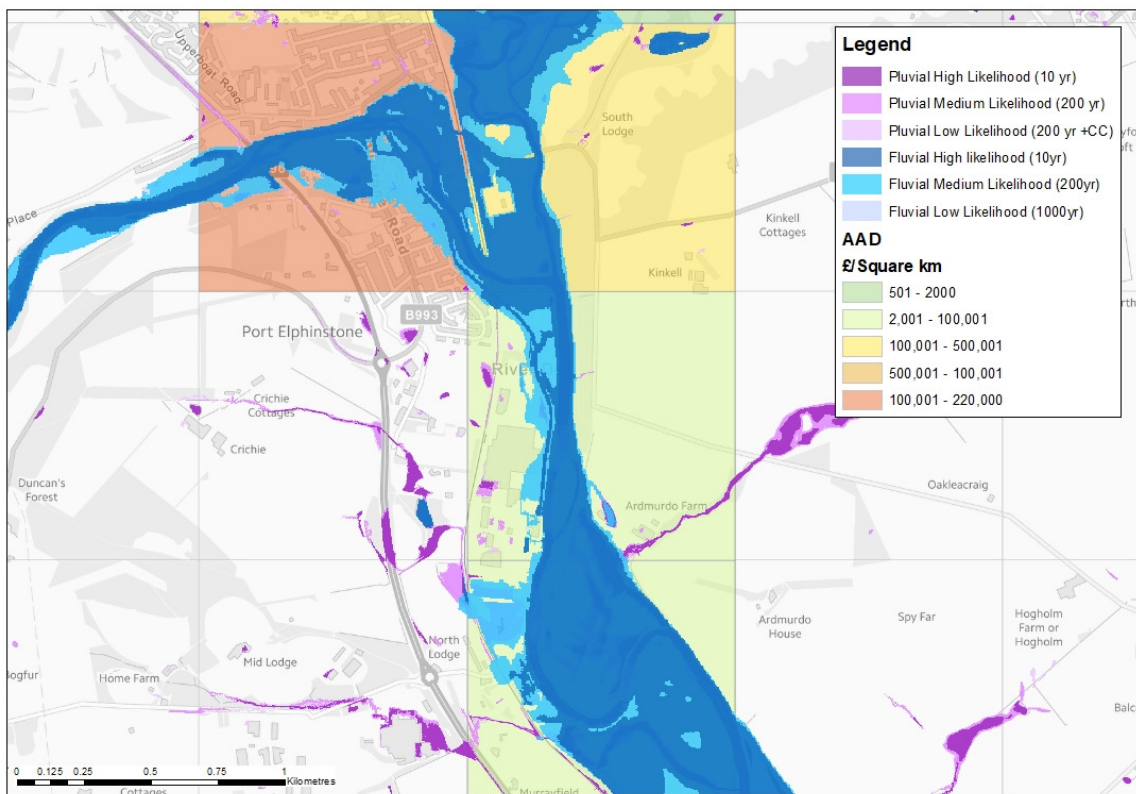 Upperboat Road
South Lodge
Place
Road
Kinkell Cottages
Kinkell
B993
Port Elphinstone
River
Crichie Cottages
Crichie
Duncan's Forest
Ardmurdo Farm
Oakleacraig
North Lodge
Mid Lodge
Home Farm
Ardmurdo House
Spy Far
Hogholm Farm or Hogholm
Cottages
Murrayfield
Legend
Pluvial High Likelihood (10 yr)
Pluvial Medium Likelihood (200 yr)
Pluvial Low Likelihood (200 yr +CC)
Fluvial High likelihood (10yr)
Fluvial Medium Likelihood (200yr)
Fluvial Low Likelihood (1000yr)
AAD
£/Square km
501 - 2000
2,001 - 100,001
100,001 - 500,001
500,001 - 100,001
100,001 - 220,000
0 0.125 0.25 0.5 0.75 1
Kilometres